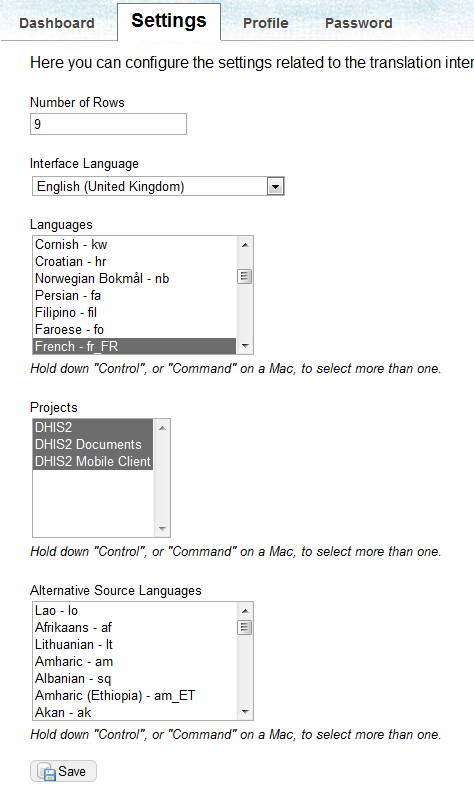 Dashboard Settings Profile Password
Here you can configure the settings related to the translation inter
Number of Rows
9
Interface Language
English (United Kingdom)
Languages
Cornish - kw
Croatian - hr
Norwegian Bokmål - nb
Persian - fa
Filipino - fil
Faroese - fo
French - fr_FR
Hold down "Control", or "Command" on a Mac, to select more than one.
Projects
DHIS2
DHIS2 Documents
DHIS2 Mobile Client
Hold down "Control", or "Command" on a Mac, to select more than one.
Alternative Source Languages
Lao - lo
Afrikaans - af
Lithuanian - lt
Amharic - am
Albanian - sq
Amharic (Ethiopia) - am_ET
Akan - ak
Hold down "Control", or "Command" on a Mac, to select more than one.
Save